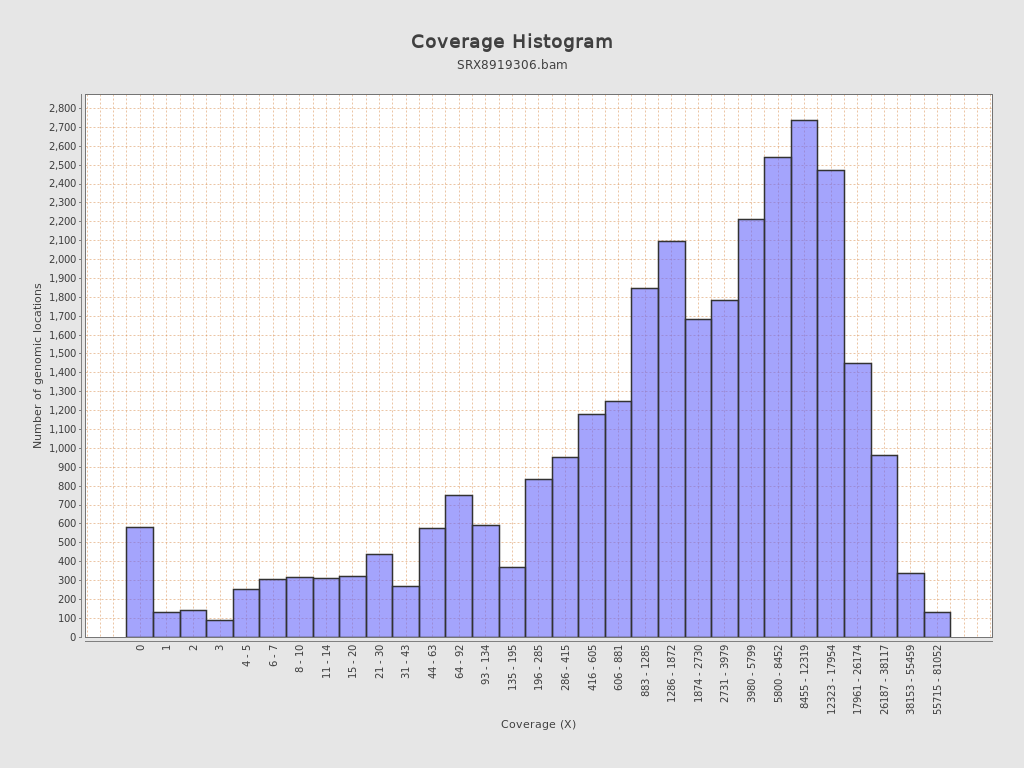 Coverage Histogram
SRX8919306.bam
Number of genomic locations
2,800
2,700
2,600
2,500
2,400
2,300
2,200
2,100
2,000
1,900
1,800
1,700
1,600
1,500
1,400
1,300
1,200
1,100
1,000
900
800
700
600
500
400
300
200
100
0
0
1
2
3
4 - 5
6 - 7
8 - 10
11 - 14
15 - 20
21 - 30
31 - 43
44 - 63
64 - 92
93 - 134
135 - 195
196 - 285
286 - 415
416 - 605
606 - 881
883 - 1285
1286 - 1872
1874 - 2730
2731 - 3979
3980 - 5799
5800 - 8452
8455 - 12319
12323 - 17954
17961 - 26174
26187 - 38117
38153 - 55459
55715 - 81052
Coverage (X)